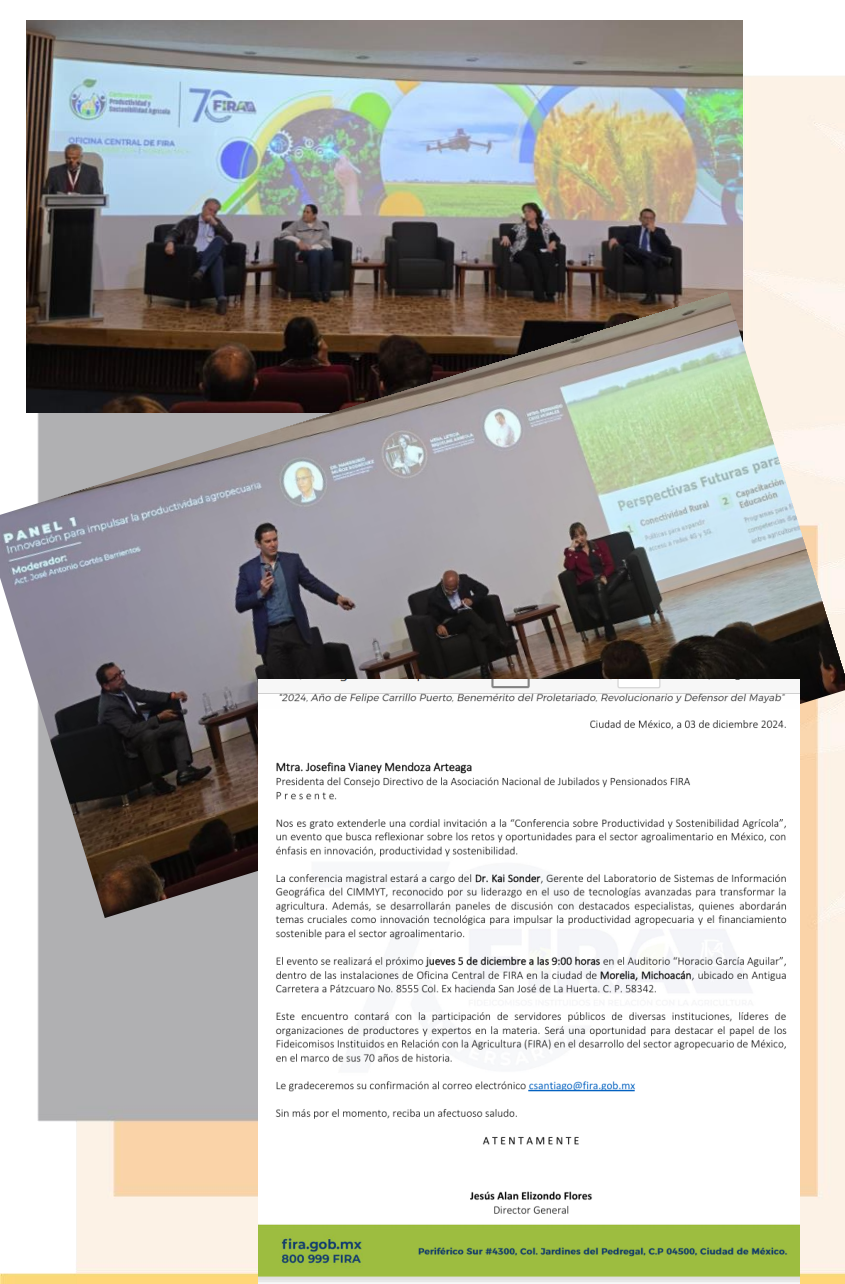 Conferencia sobre
Productividad y
Sostenibilidad Agrícola
70 FIRA
OFICINA CENTRAL DE FIRA
PANEL 1
Innovación para impulsar la productividad agropecuaria
Moderador:
Act. José Antonio Cortés Barrientos
Perspectivas Futuras para
1 Conectividad Rural
Políticas para expandir
acceso a redes 4G y 5G.
2 Capacitación
Educación
Programas para
competencias
entre agricultores
"2024, Año de Felipe Carrillo Puerto, Benemérito del Proletariado, Revolucionario y Defensor del Mayab"
Ciudad de México, a 03 de diciembre 2024.
Mtra. Josefina Vianey Mendoza Arteaga
Presidenta del Consejo Directivo de la Asociación Nacional de Jubilados y Pensionados FIRA
P r e s e n t e.
Nos es grato extenderle una cordial invitación a la "Conferencia sobre Productividad y Sostenibilidad Agrícola",
un evento que busca reflexionar sobre los retos y oportunidades para el sector agroalimentario en México, con
énfasis en innovación, productividad y sostenibilidad.
La conferencia magistral estará a cargo del Dr. Kai Sonder, Gerente del Laboratorio de Sistemas de Información
Geográfica del CIMMYT, reconocido por su liderazgo en el uso de tecnologías avanzadas para transformar la
agricultura. Además, se desarrollarán paneles de discusión con destacados especialistas, quienes abordarán
temas cruciales como innovación tecnológica para impulsar la productividad agropecuaria y el financiamiento
sostenible para el sector agroalimentario.
El evento se realizará el próximo jueves 5 de diciembre a las 9:00 horas en el Auditorio "Horacio García Aguilar",
dentro de las instalaciones de Oficina Central de FIRA en la ciudad de Morelia, Michoacán, ubicado en Antigua
Carretera a Pátzcuaro No. 8555 Col. Ex hacienda San José de La Huerta. C. P. 58342.
Este encuentro contará con la participación de servidores públicos de diversas instituciones, líderes de
organizaciones de productores y expertos en la materia. Será una oportunidad para destacar el papel de los
Fideicomisos Instituidos en Relación con la Agricultura (FIRA) en el desarrollo del sector agropecuario de México,
en el marco de sus 70 años de historia.
Le gradeceremos su confirmación al correo electrónico csantiago@fira.gob.mx
Sin más por el momento, reciba un afectuoso saludo.
A T E N T A M E N T E
Jesús Alan Elizondo Flores
Director General
fira.gob.mx
800 999 FIRA
Periférico Sur #4300, Col. Jardines del Pedregal, C.P 04500, Ciudad de México.